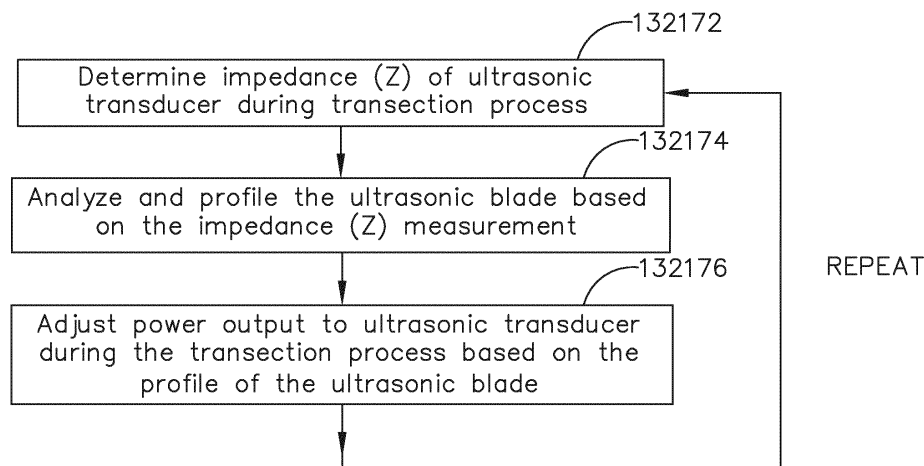 132172
Determine impedance (Z) of ultrasonic
transducer during transection process
132174
Analyze and profile the ultrasonic blade based
on the impedance (Z) measurement
132176
REPEAT
Adjust power output to ultrasonic transducer
during the transection process based on the
profile of the ultrasonic blade